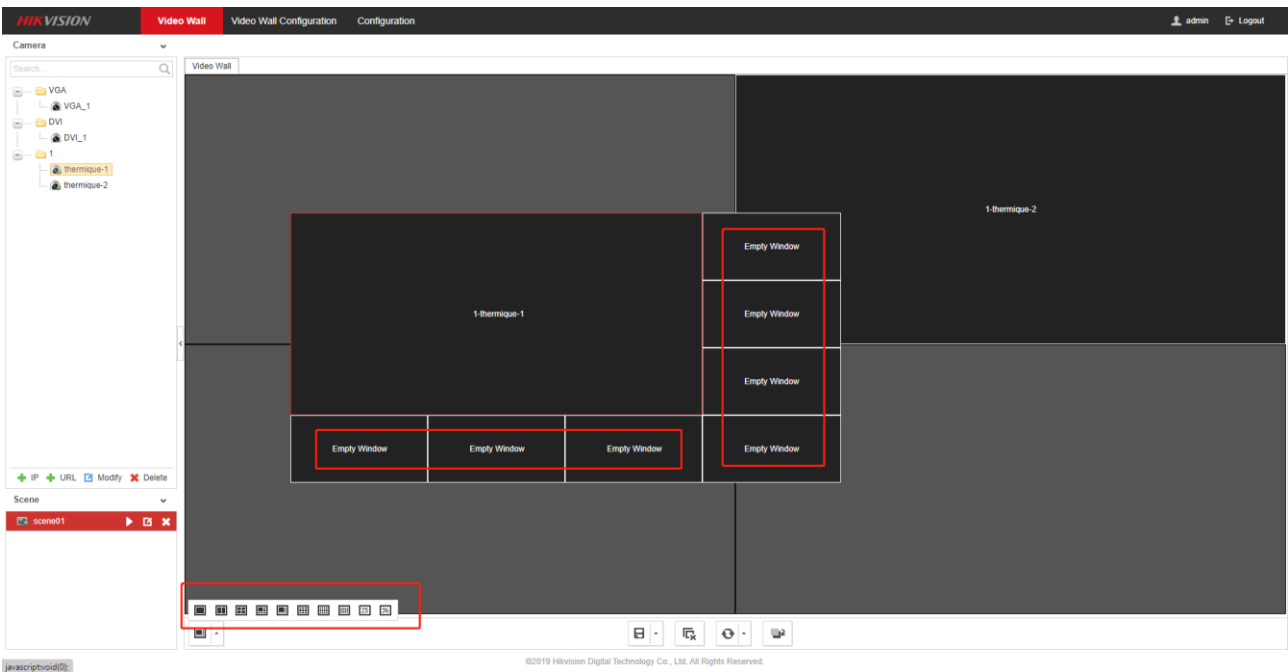 HIKVISION Video Wall Video Wall Configuration Configuration admin Logout
Camera
Search...
Video Wall
VGA
VGA_1
DVI
DVI_1
1
thermique-1
thermique-2
1-thermique-2
Empty Window
1-thermique-1
Empty Window
Empty Window
Empty Window Empty Window Empty Window Empty Window
IP URL Modify Delete
Scene
scene01
©2019 Hikvision Digital Technology Co., Ltd. All Rights Reserved.
javascript:void(0);